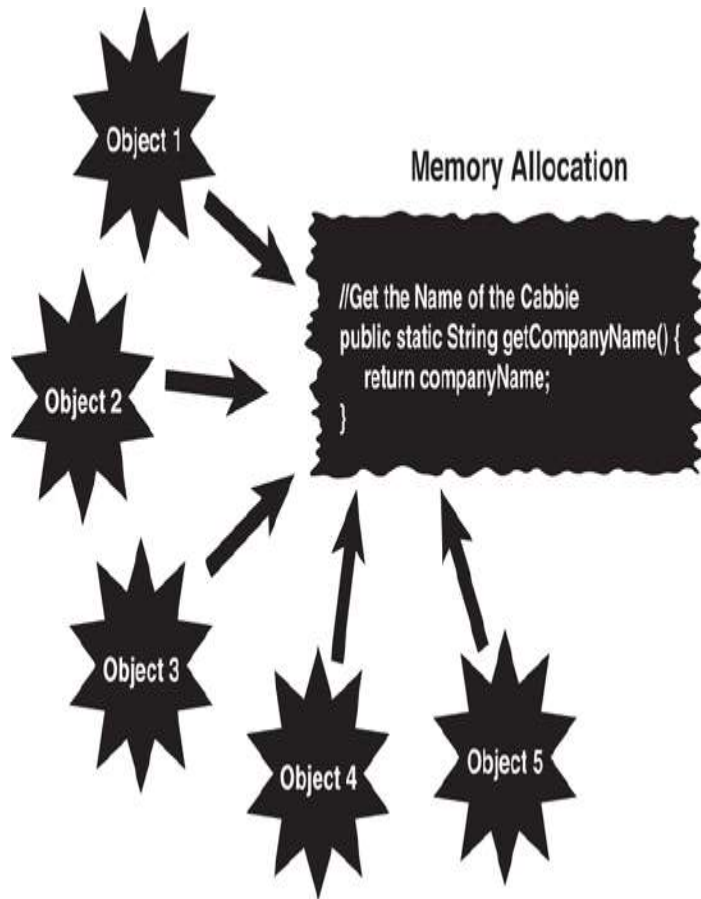 Object 1
Memory Allocation
//Get the Name of the Cabbie
public static String getCompanyName() {
return companyName;
}
Object 2
Object 3
Object 4
Object 5